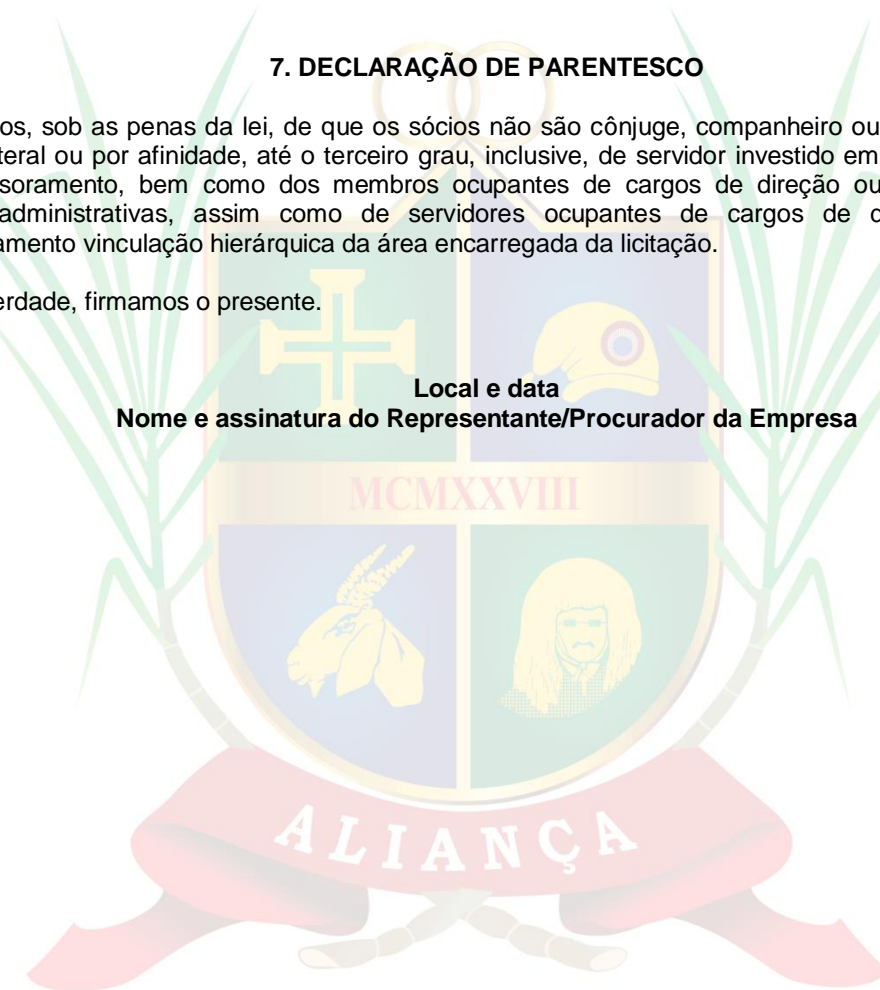 7. DECLARAÇÃO DE PARENTESCO
os, sob as penas da lei, de que os sócios não são cônjuge, companheiro ou
teral ou por afinidade, até o terceiro grau, inclusive, de servidor investido em
soramento, bem como dos membros ocupantes de cargos de direção ou
administrativas, assim como de servidores ocupantes de cargos de
amento vinculação hierárquica da área encarregada da licitação.
erdade, firmamos o presente.
Local e data
Nome e assinatura do Representante/Procurador da Empresa
MCMXXVIII
ALIANÇA